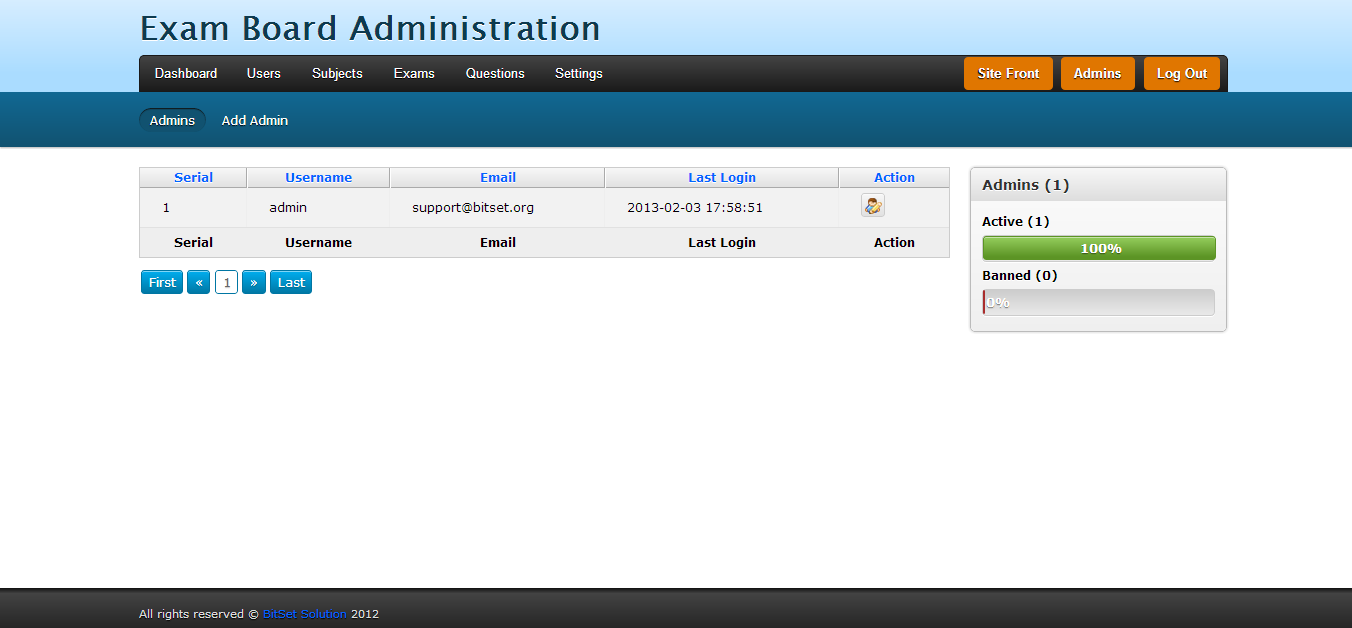 Exam Board Administration
Dashboard Users Subjects Exams Questions Settings Site Front Admins Log Out
Admins Add Admin
Serial Username Email Last Login Action
1 admin support@bitset.org 2013-02-03 17:58:51
Serial Username Email Last Login Action
First « 1 » Last
Admins (1)
Active (1)
100%
Banned (0)
0%
All rights reserved © BitSet Solution 2012